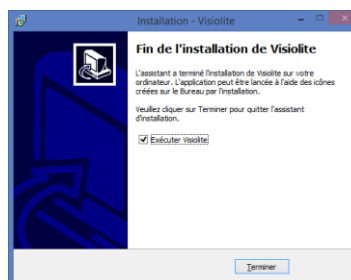 Installation - Visiolite
Fin de l'installation de Visiolite
L'assistant a terminé l'installation de Visiolite sur votre
ordinateur. L'application peut être lancée à l'aide des icônes
créées sur le Bureau par l'installation.
Veuillez cliquer sur Terminer pour quitter l'assistant
d'installation.
Exécuter Visiolite
Terminer